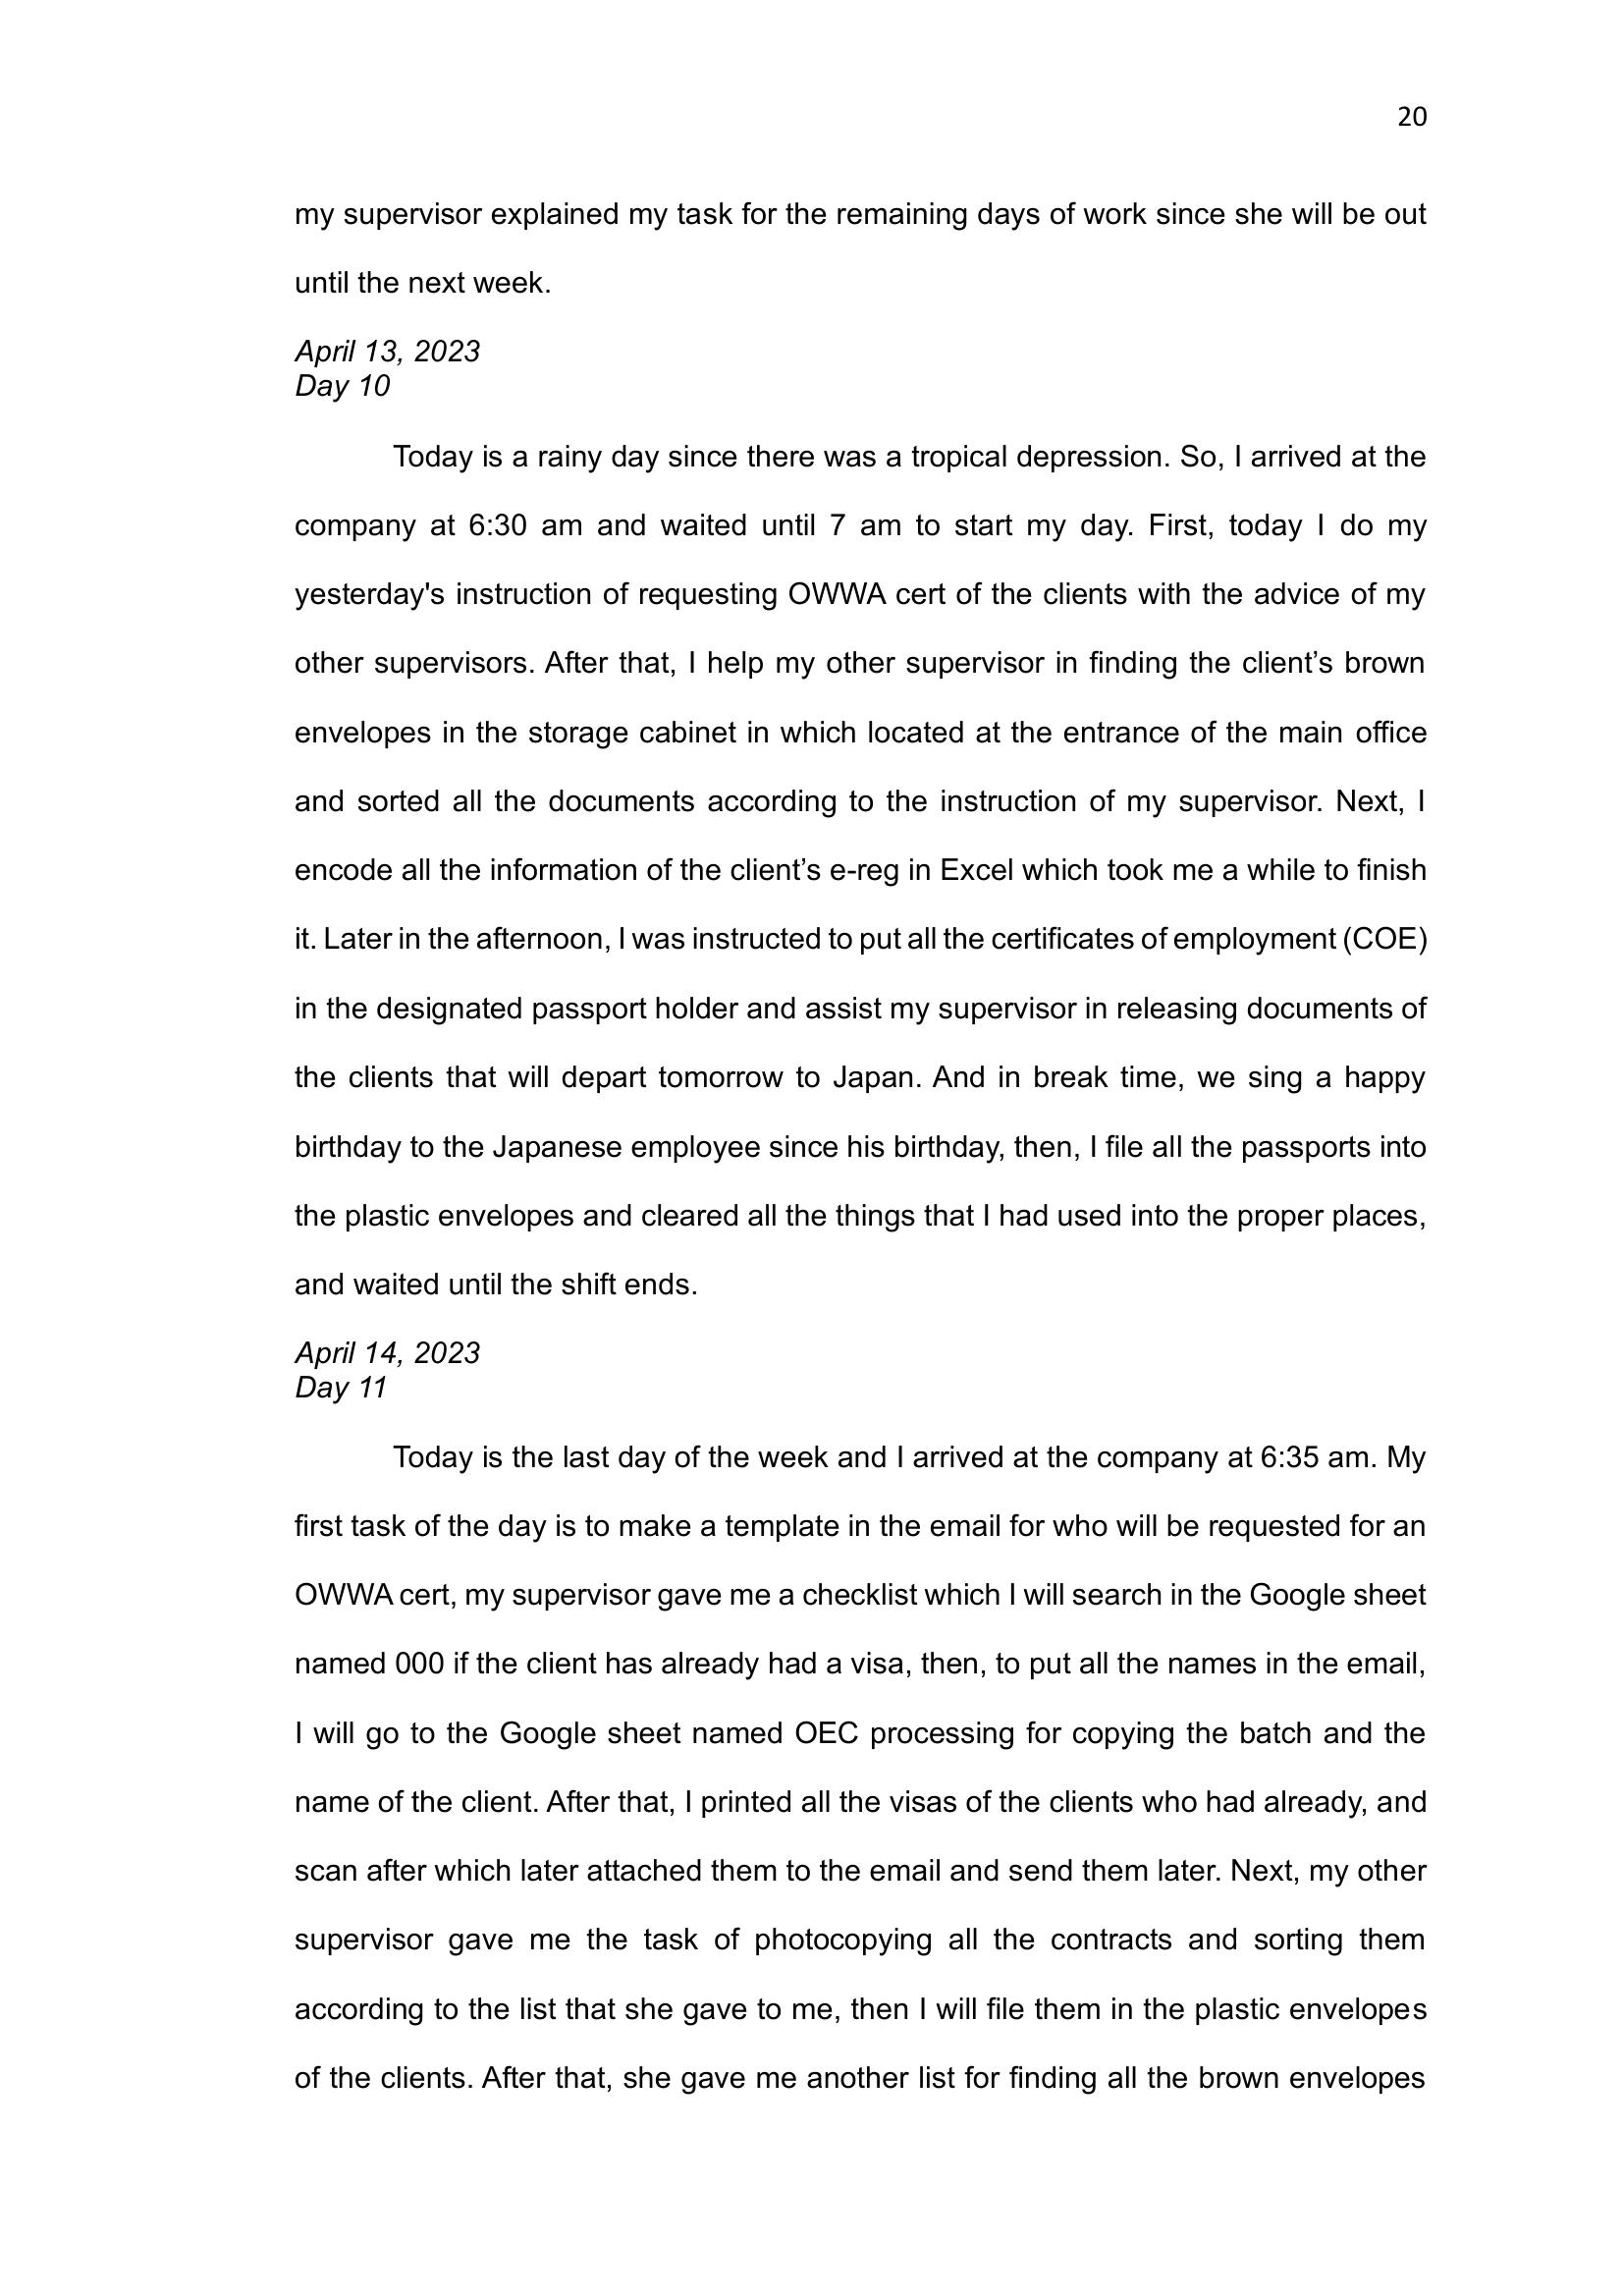 20
my supervisor explained my task for the remaining days of work since she will be out
until the next week.
April 13, 2023
Day 10
Today is a rainy day since there was a tropical depression. So, I arrived at the
company at 6:30 am and waited until 7 am to start my day. First, today I do my
yesterday's instruction of requesting OWWA cert of the clients with the advice of my
other supervisors. After that, I help my other supervisor in finding the client’s brown
envelopes in the storage cabinet in which located at the entrance of the main office
and sorted all the documents according to the instruction of my supervisor. Next, I
encode all the information of the client’s e-reg in Excel which took me a while to finish
it. Later in the afternoon, I was instructed to put all the certificates of employment (COE)
in the designated passport holder and assist my supervisor in releasing documents of
the clients that will depart tomorrow to Japan. And in break time, we sing a happy
birthday to the Japanese employee since his birthday, then, I file all the passports into
the plastic envelopes and cleared all the things that I had used into the proper places,
and waited until the shift ends.
April 14, 2023
Day 11
Today is the last day of the week and I arrived at the company at 6:35 am. My
first task of the day is to make a template in the email for who will be requested for an
OWWA cert, my supervisor gave me a checklist which I will search in the Google sheet
named 000 if the client has already had a visa, then, to put all the names in the email,
I will go to the Google sheet named OEC processing for copying the batch and the
name of the client. After that, I printed all the visas of the clients who had already, and
scan after which later attached them to the email and send them later. Next, my other
supervisor gave me the task of photocopying all the contracts and sorting them
according to the list that she gave to me, then I will file them in the plastic envelopes
of the clients. After that, she gave me another list for finding all the brown envelopes